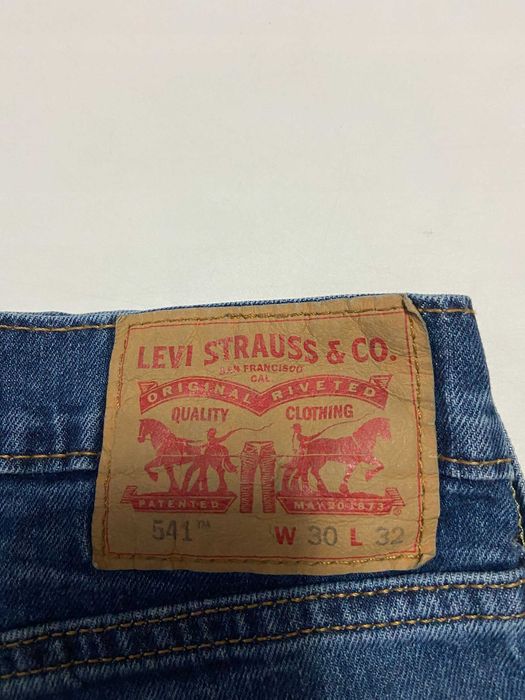 LEVI STRAUSS & CO.
SAN FRANCISCO
CAL
ORIGINAL RIVETED
QUALITY CLOTHING
PATENTED MAY 20 1873
541™ W 30 L 32